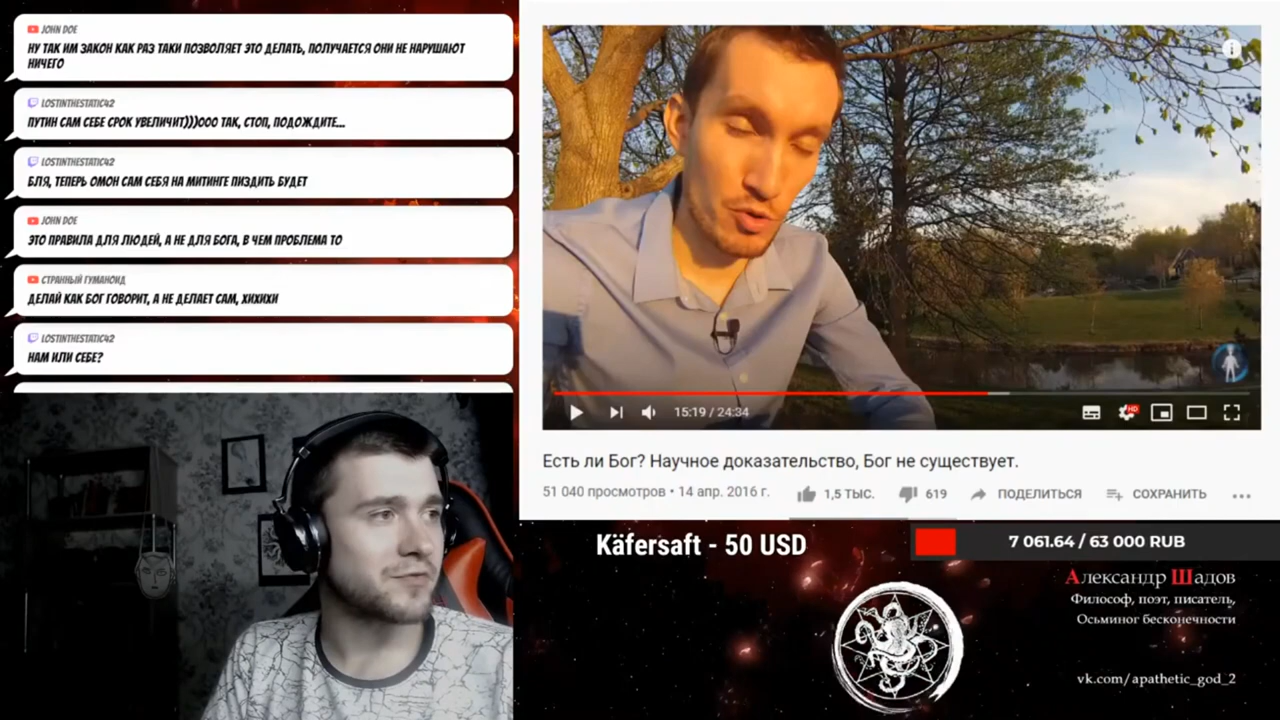 JOHN DOE
НУ ТАК ИМ ЗАКОН КАК РАЗ ТАКИ ПОЗВОЛЯЕТ ЭТО ДЕЛАТЬ, ПОЛУЧАЕТСЯ ОНИ НЕ НАРУШАЮТ
НИЧЕГО
LOSTINTHESTATIC42
ПУТИН САМ СЕБЕ СРОК УВЕЛИЧИТ)))000 ТАК, СТОП, ПОДОЖДИТЕ...
LOSTINTHESTATIC42
БЛЯ, ТЕПЕРЬ ОМОН САМ СЕБЯ НА МИТИНГЕ ПИЗДИТЬ БУДЕТ
JOHN DOE
ЭТО ПРАВИЛА ДЛЯ ЛЮДЕЙ, А НЕ ДЛЯ БОГА, В ЧЕМ ПРОБЛЕМА ТО
СТРАННЫЙ ГУМАНОИД
ДЕЛАЙ КАК БОГ ГОВОРИТ, А НЕ ДЕЛАЕТ САМ, ХИХИХИ
LOSTINTHESTATIC42
НАМ ИЛИ СЕБЕ?
15:19 / 24:34
HD
Есть ли Бог? Научное доказательство, Бог не существует.
51 040 просмотров • 14 апр. 2016 г.
1,5 ТЫС.
619
ПОДЕЛИТЬСЯ
СОХРАНИТЬ
Käfersaft - 50 USD
7 061.64 / 63 000 RUB
Александр Шадов
Философ, поэт, писатель,
Осьминог бесконечности
vk.com/apathetic_god_2